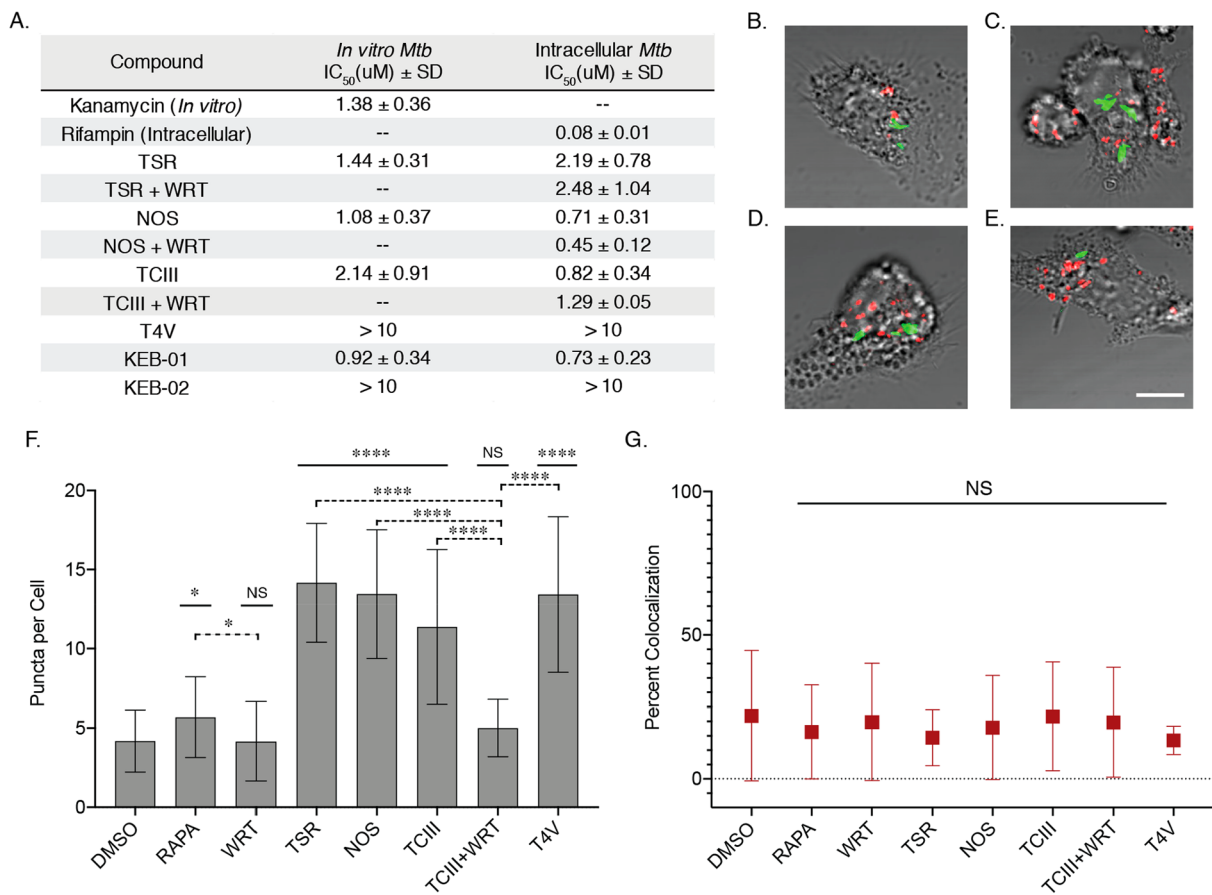 A.
Compound In vitro Mtb IC50(uM) ± SD Intracellular Mtb IC50(uM) ± SD
Kanamycin (In vitro) 1.38 ± 0.36 --
Rifampin (Intracellular) -- 0.08 ± 0.01
TSR 1.44 ± 0.31 2.19 ± 0.78
TSR + WRT -- 2.48 ± 1.04
NOS 1.08 ± 0.37 0.71 ± 0.31
NOS + WRT -- 0.45 ± 0.12
TCIII 2.14 ± 0.91 0.82 ± 0.34
TCIII + WRT -- 1.29 ± 0.05
T4V > 10 > 10
KEB-01 0.92 ± 0.34 0.73 ± 0.23
KEB-02 > 10 > 10
B.
C.
D.
E.
F.
Puncta per Cell
20
15
10
5
0
* NS **** NS ****
* **** **** **** ****
DMSO RAPA WRT TSR NOS TCIII TCIII+WRT T4V
G.
Percent Colocalization
100
50
0
NS
DMSO RAPA WRT TSR NOS TCIII TCIII+WRT T4V